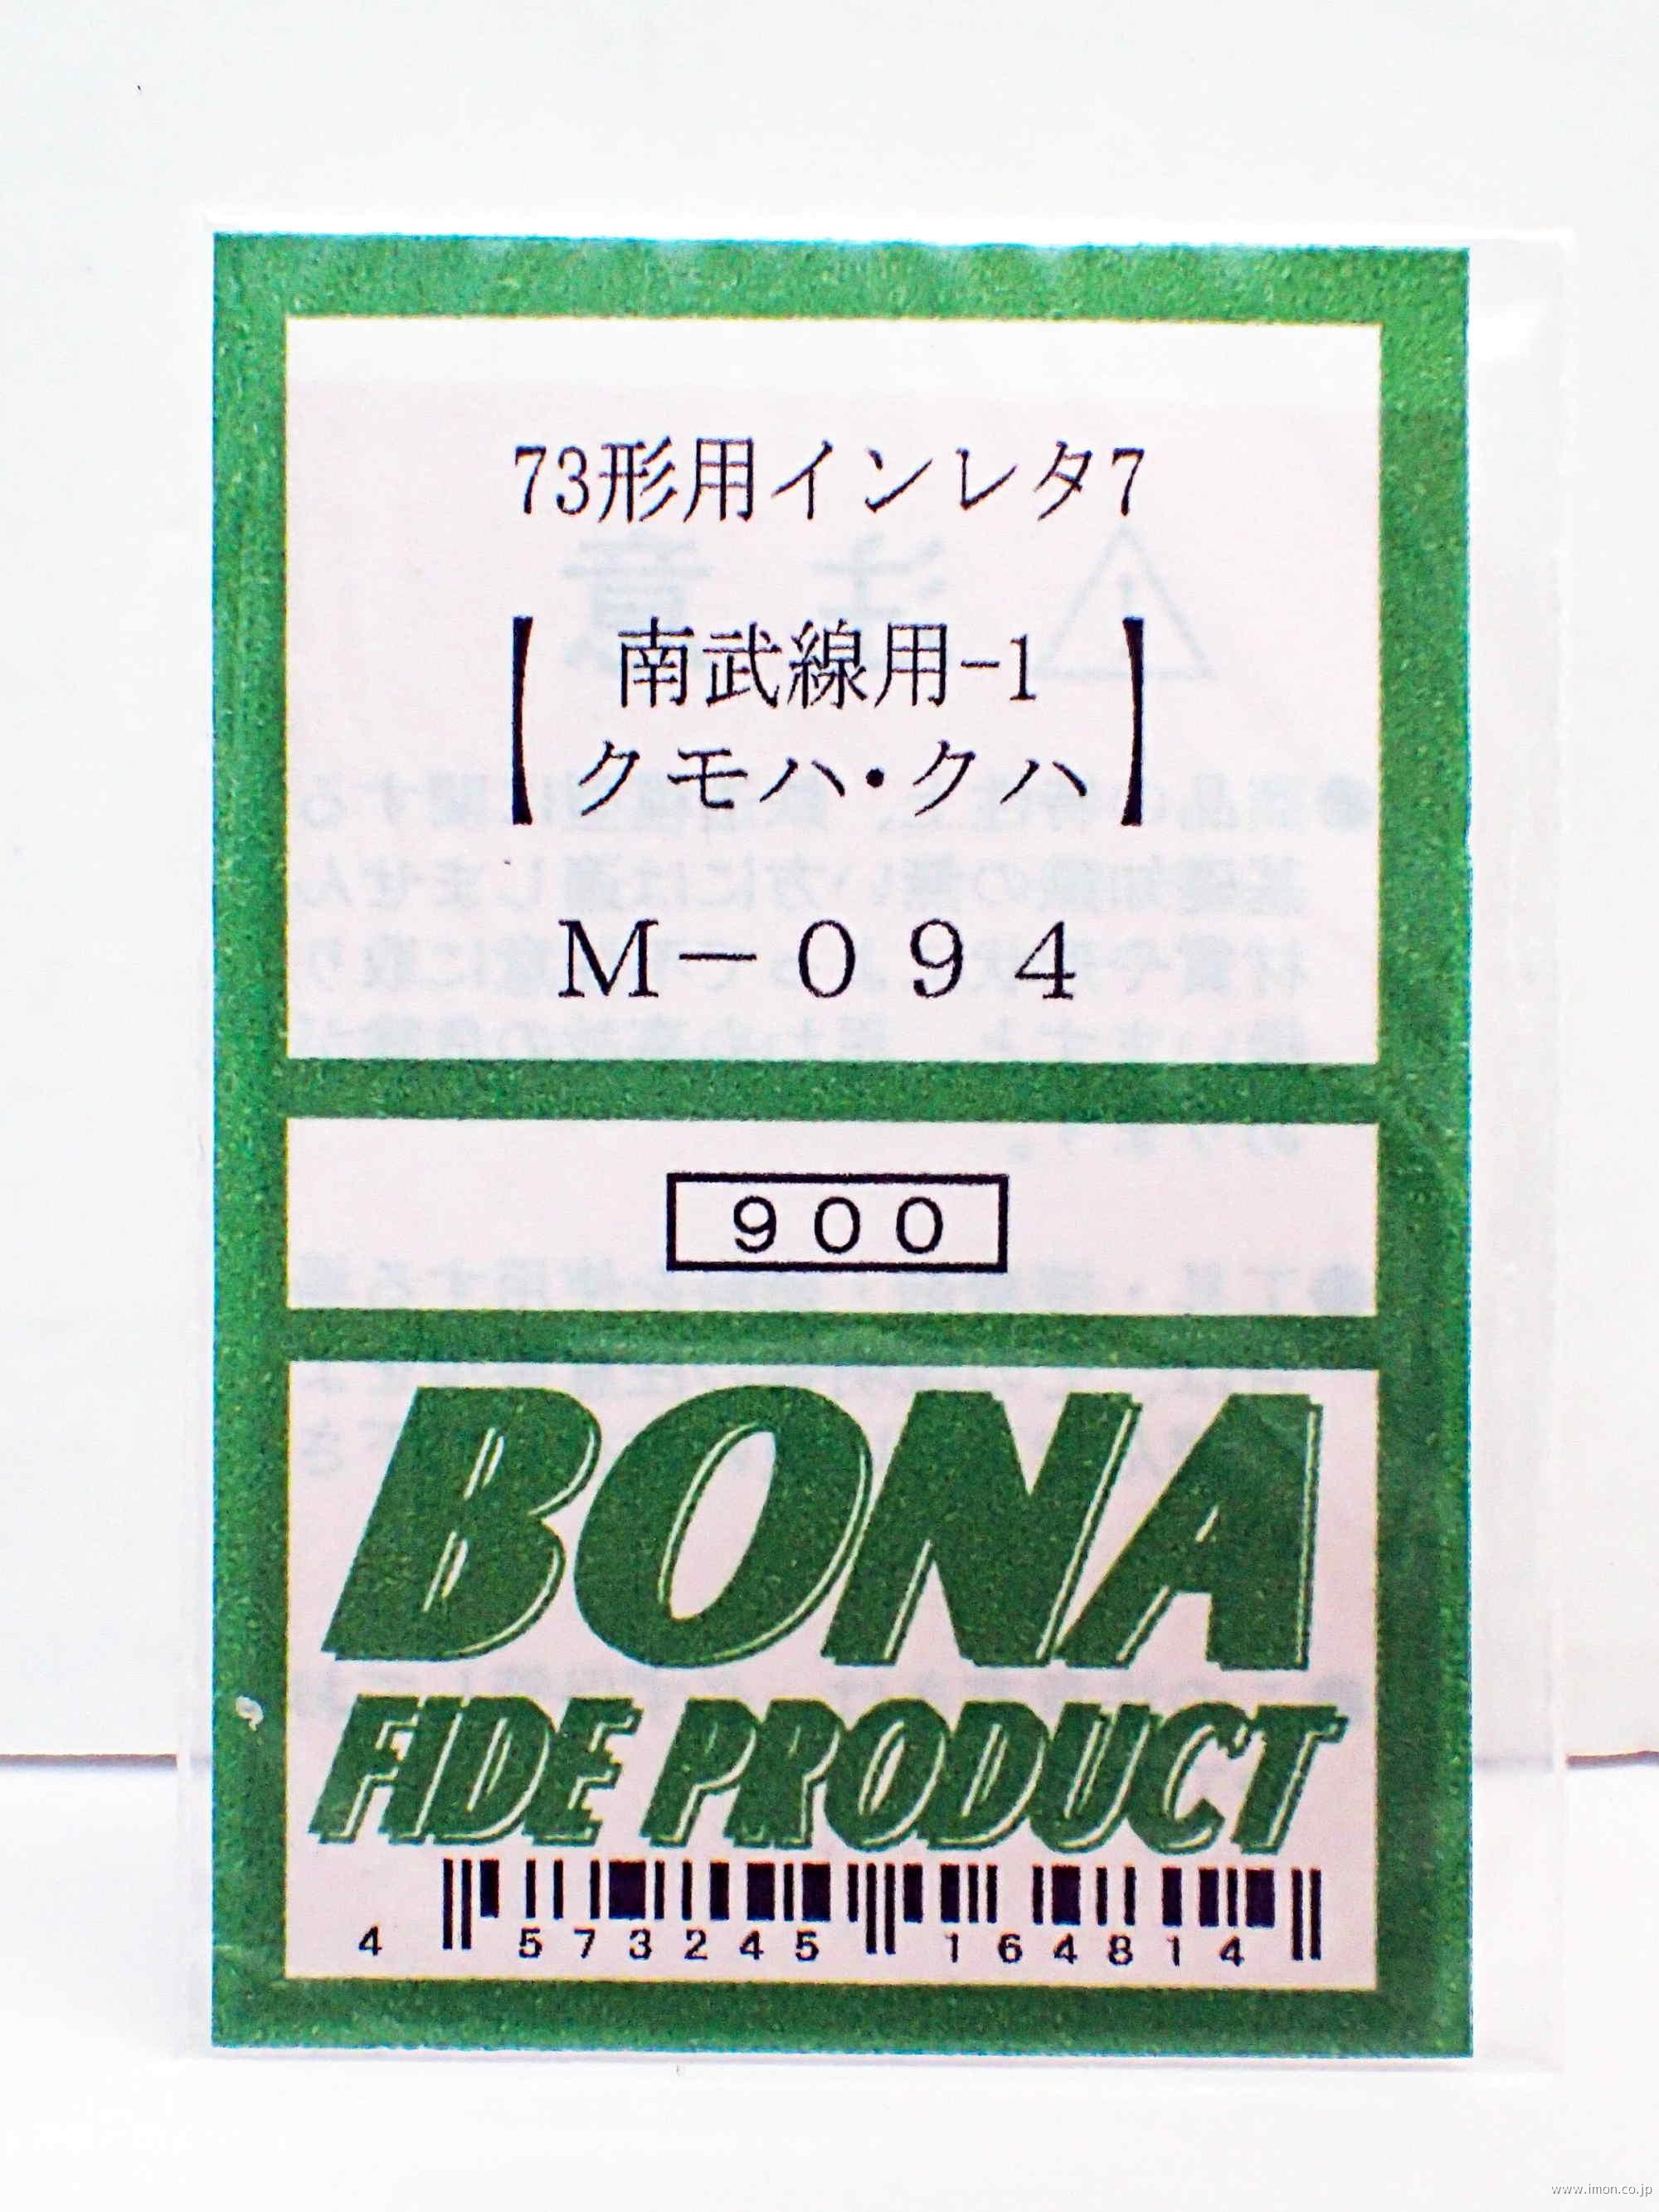 73形用インレタ7
【 南武線用-1
クモハ・クハ 】
M－０９４
９００
BONA
FIDE PRODUCT
4 573245 164814
www.imon.co.jp